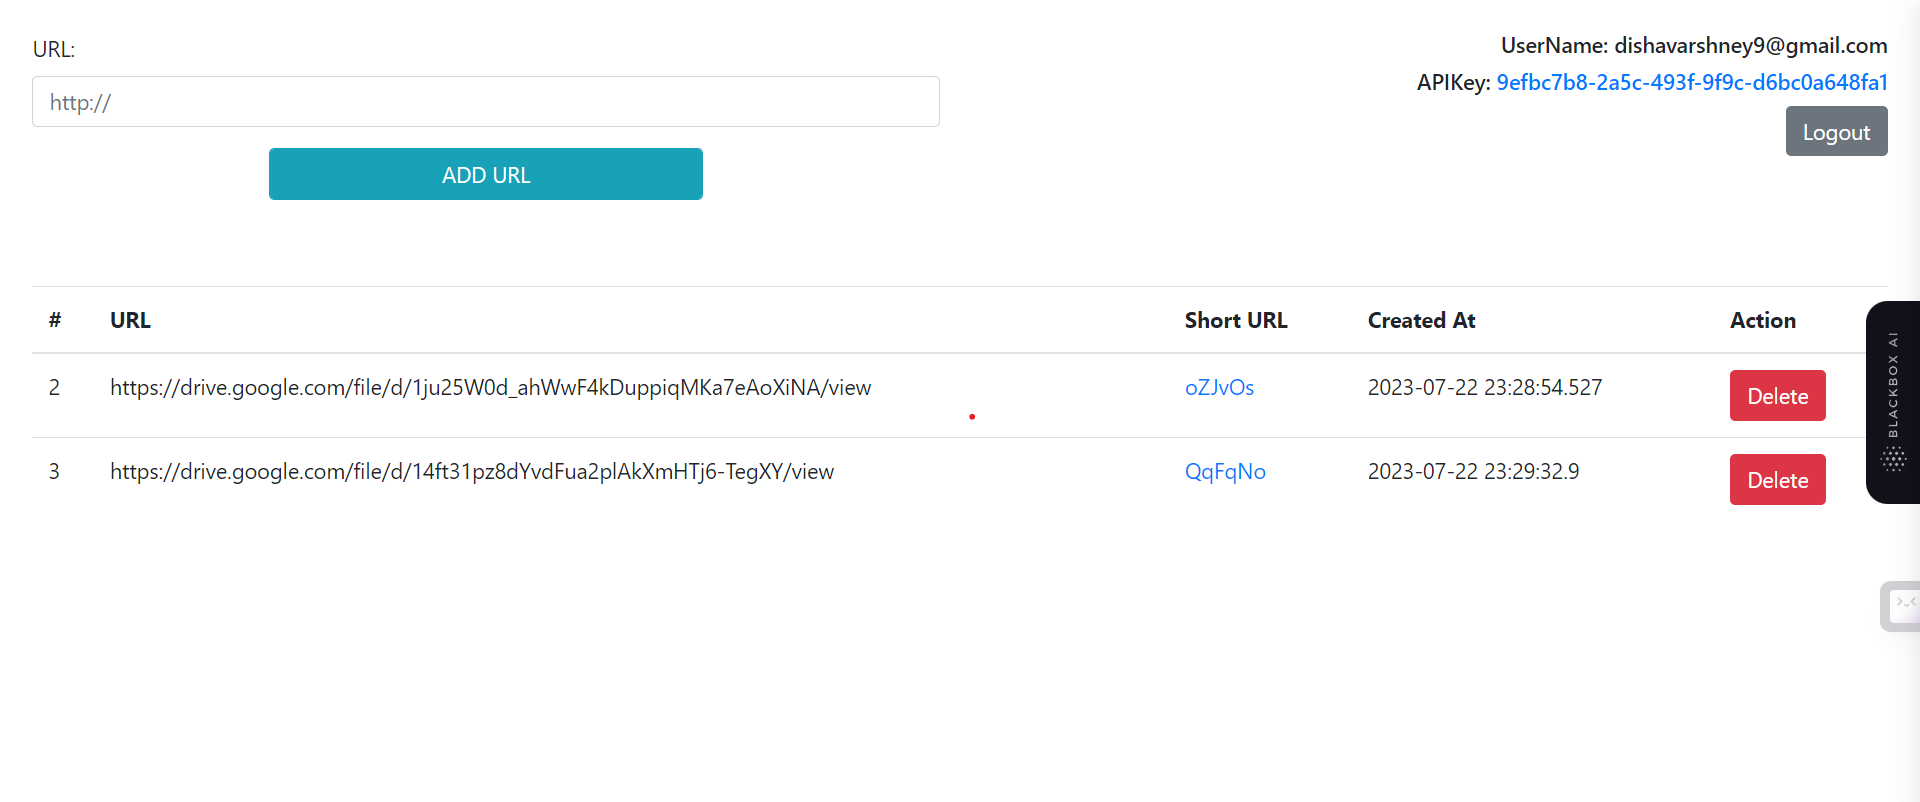 URL:
http://
ADD URL
UserName: dishavarshney9@gmail.com
APIKey: 9efbc7b8-2a5c-493f-9f9c-d6bc0a648fa1
Logout
# URL Short URL Created At Action
2 https://drive.google.com/file/d/1ju25W0d_ahWwF4kDuppiqMKa7eAoXiNA/view oZJvOs 2023-07-22 23:28:54.527 Delete
3 https://drive.google.com/file/d/14ft31pz8dYvdFua2plAkXmHTj6-TegXY/view QqFqNo 2023-07-22 23:29:32.9 Delete
BLACKBOX AI